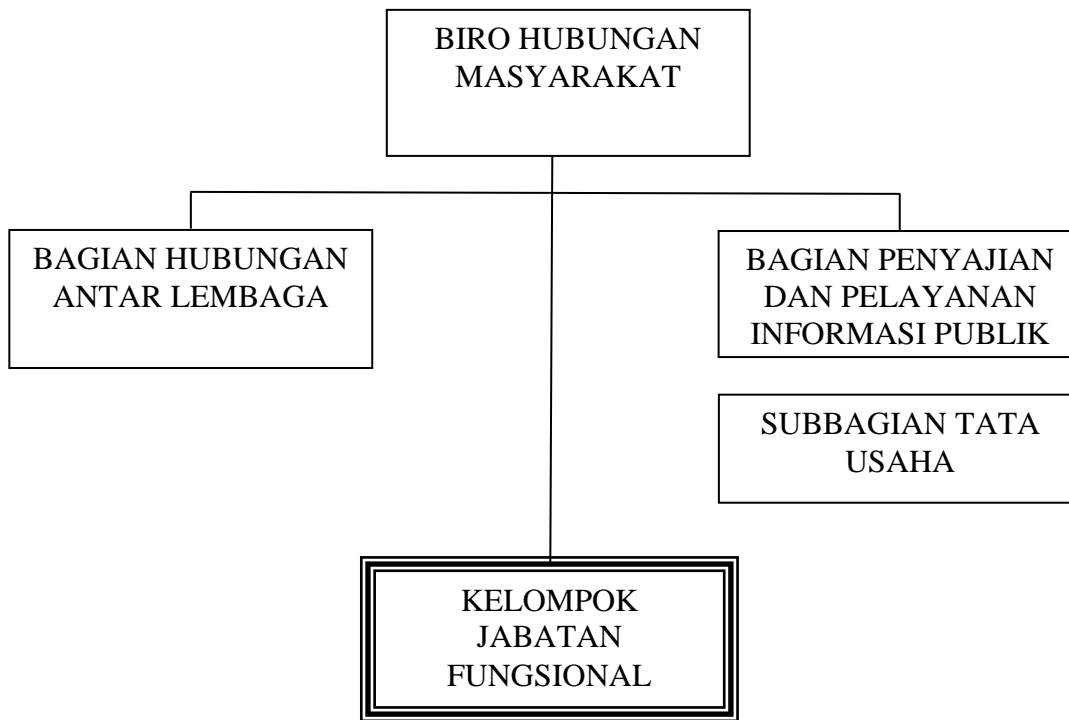 BIRO HUBUNGAN
MASYARAKAT
BAGIAN HUBUNGAN
ANTAR LEMBAGA
BAGIAN PENYAJIAN
DAN PELAYANAN
INFORMASI PUBLIK
SUBBAGIAN TATA
USAHA
KELOMPOK
JABATAN
FUNGSIONAL